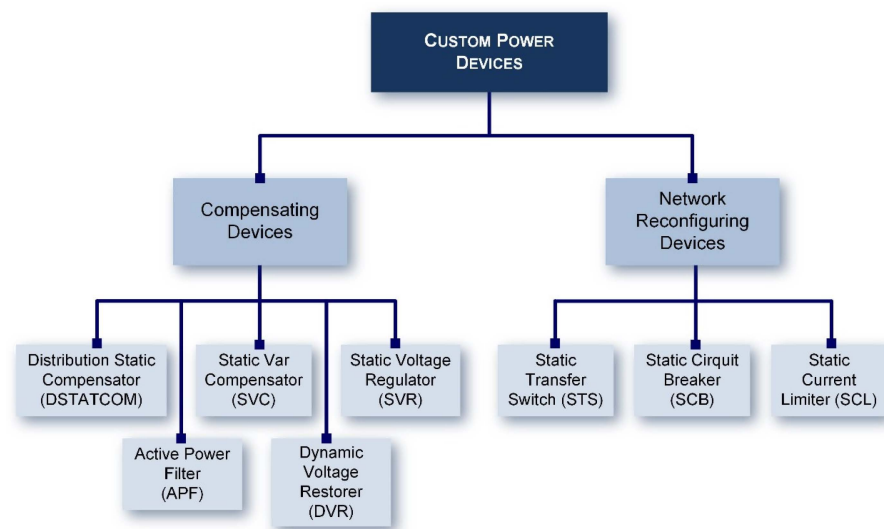 CUSTOM POWER
DEVICES
Compensating
Devices
Network
Reconfiguring
Devices
Distribution Static
Compensator
(DSTATCOM)
Static Var
Compensator
(SVC)
Static Voltage
Regulator
(SVR)
Static
Transfer
Switch (STS)
Static Cirquit
Breaker
(SCB)
Static
Current
Limiter (SCL)
Active Power
Filter
(APF)
Dynamic
Voltage
Restorer
(DVR)